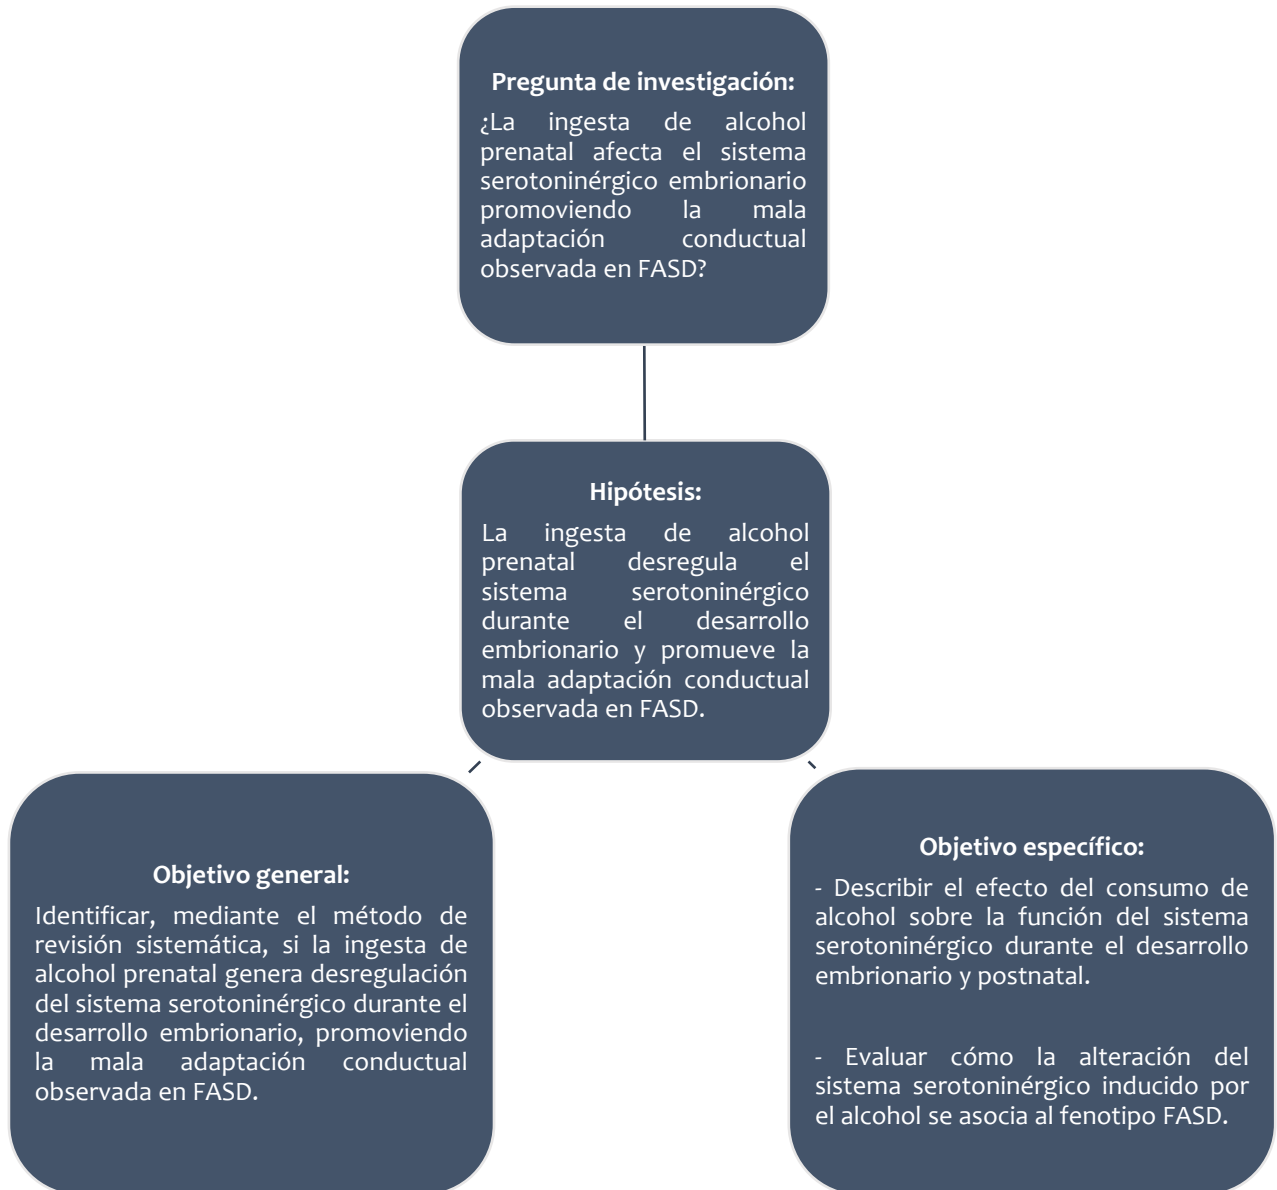 Pregunta de investigación:
¿La ingesta de alcohol
prenatal afecta el sistema
serotoninérgico embrionario
promoviendo la mala
adaptación conductual
observada en FASD?
Hipótesis:
La ingesta de alcohol
prenatal desregula el
sistema serotoninérgico
durante el desarrollo
embrionario y promueve la
mala adaptación conductual
observada en FASD.
Objetivo general:
Identificar, mediante el método de
revisión sistemática, si la ingesta de
alcohol prenatal genera desregulación
del sistema serotoninérgico durante el
desarrollo embrionario, promoviendo
la mala adaptación conductual
observada en FASD.
Objetivo específico:
- Describir el efecto del consumo de
alcohol sobre la función del sistema
serotoninérgico durante el desarrollo
embrionario y postnatal.
- Evaluar cómo la alteración del
sistema serotoninérgico inducido por
el alcohol se asocia al fenotipo FASD.